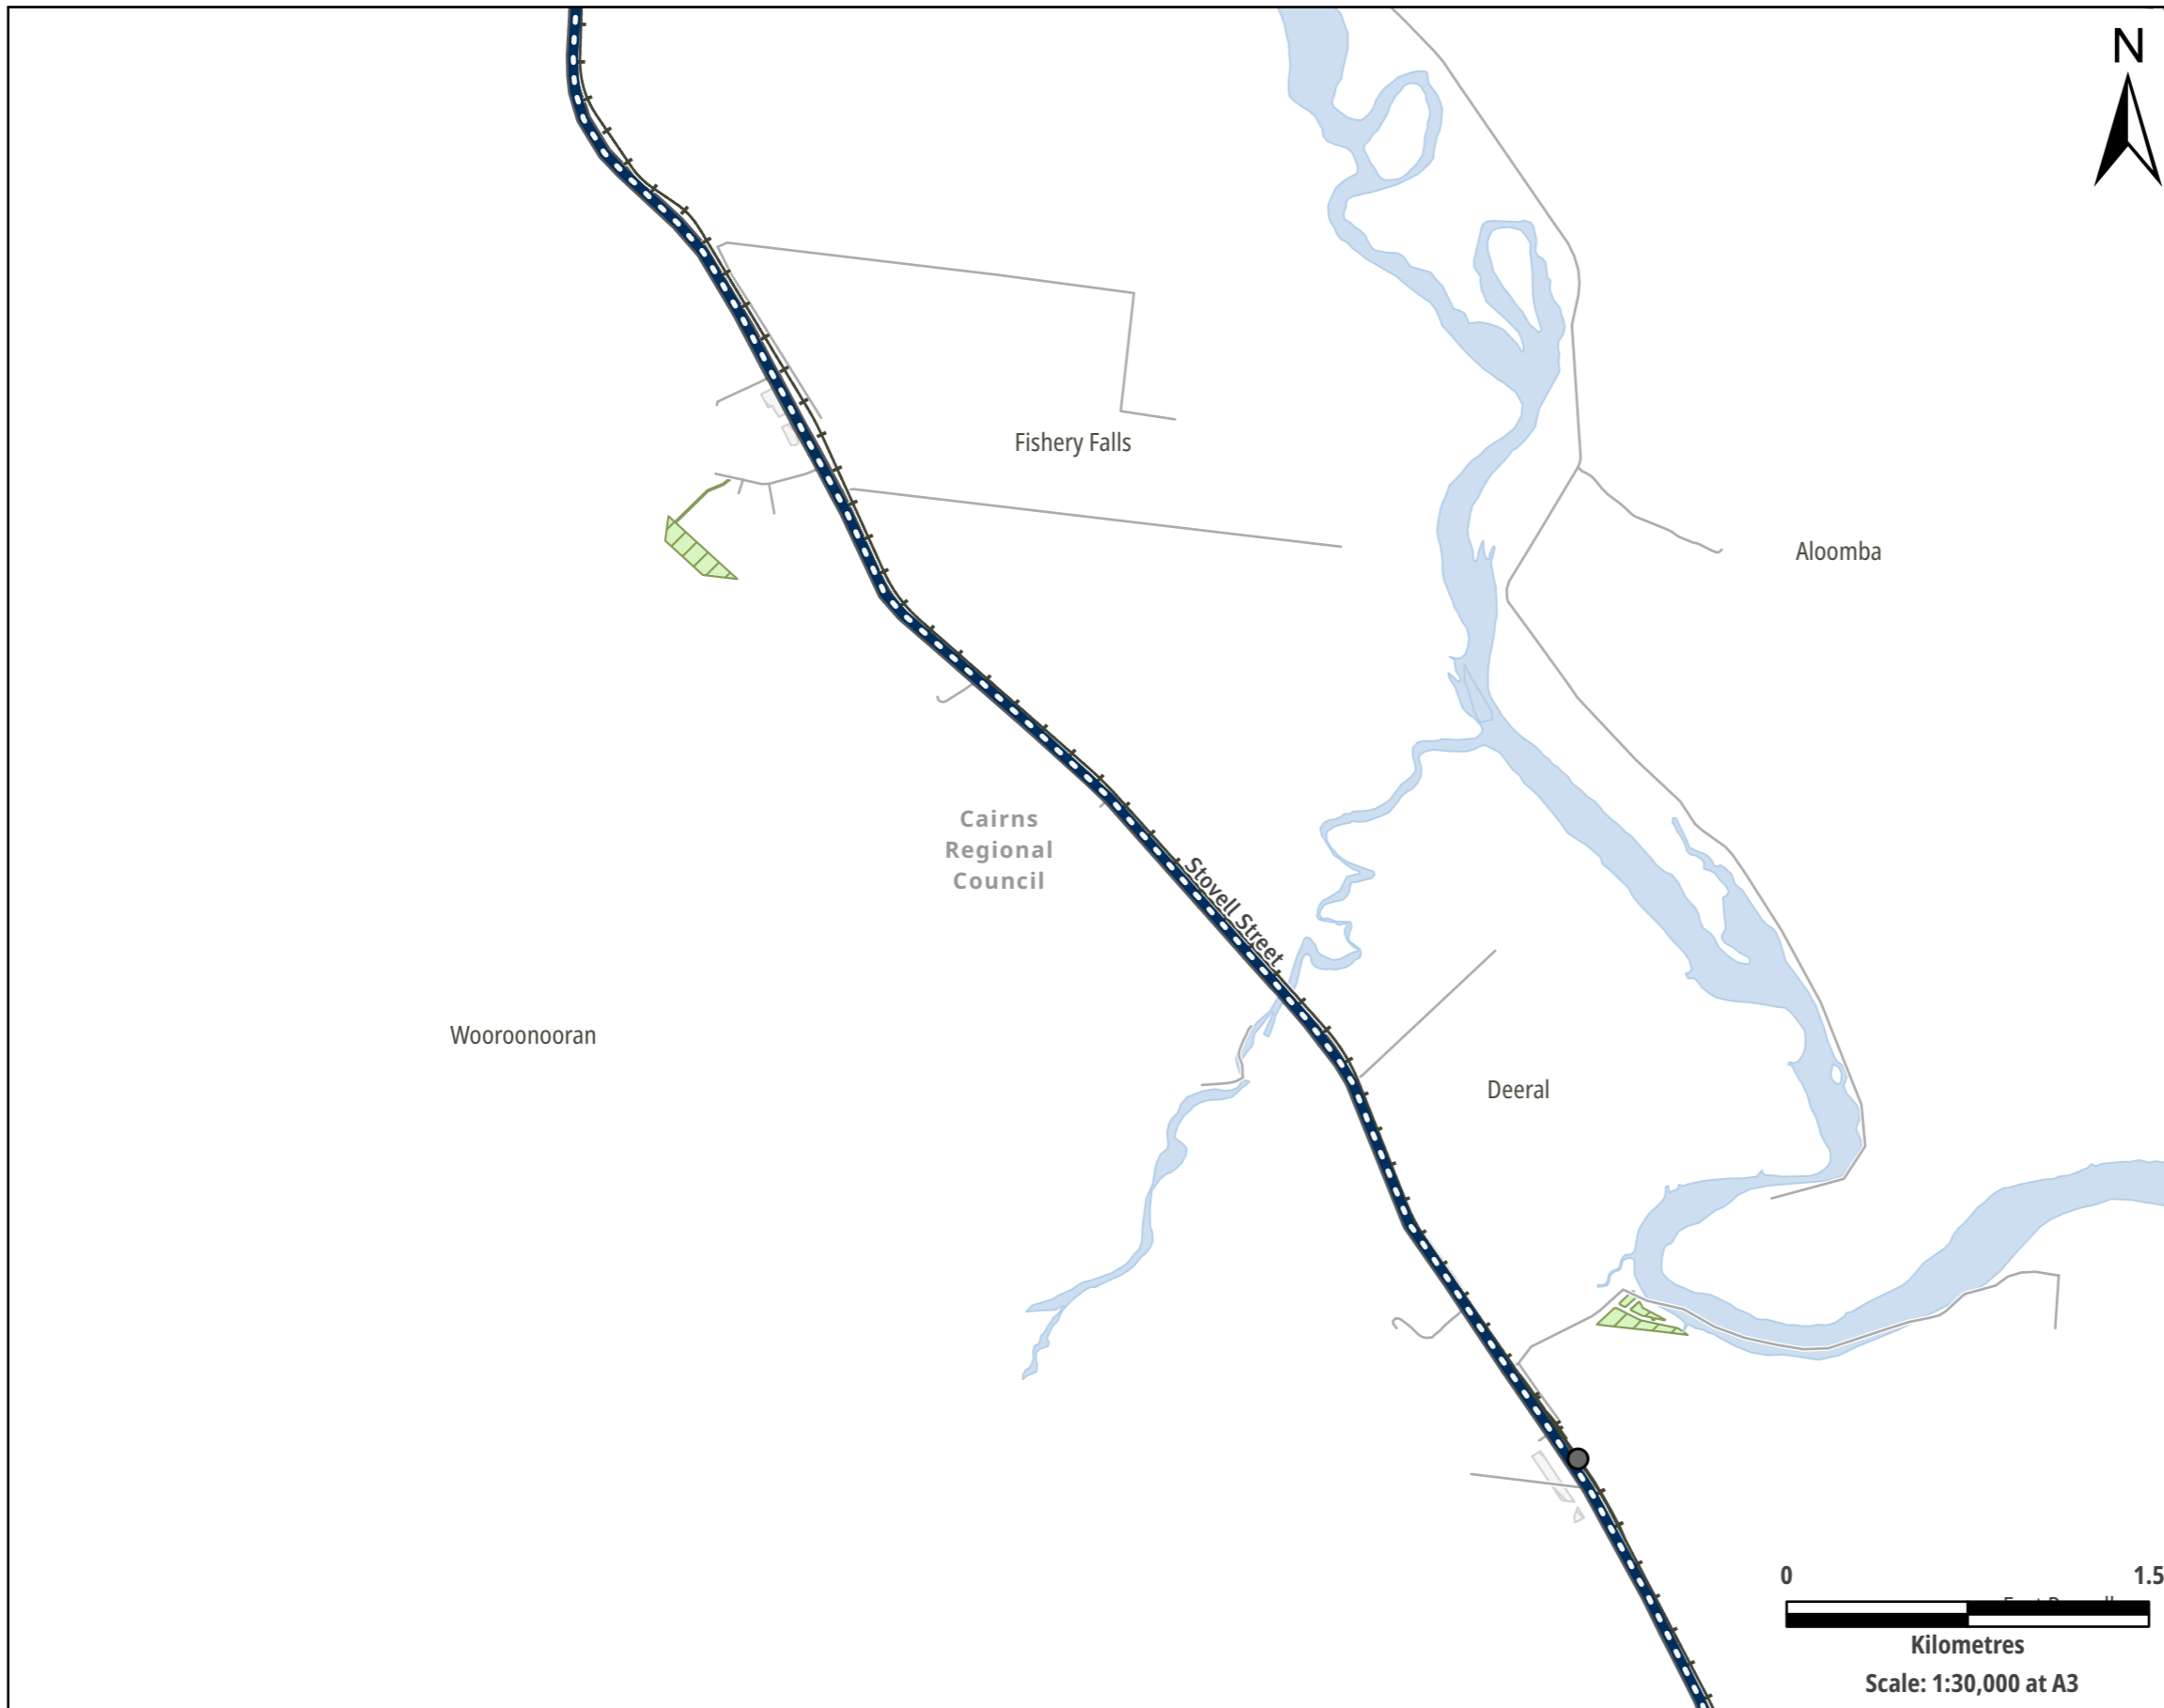 N
Fishery Falls
Aloomba
Cairns
Regional
Council
Stovell Street
Wooroonooran
Deeral
0 1.5
Kilometres
Scale: 1:30,000 at A3